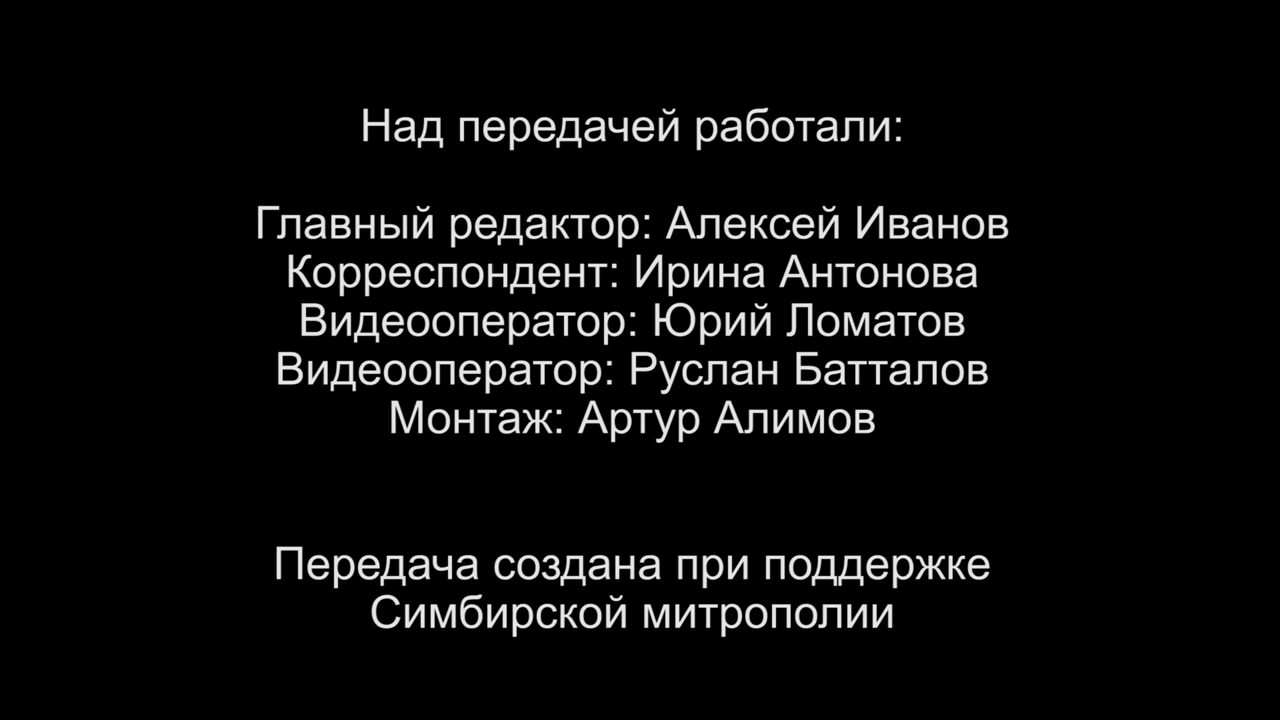 Над передачей работали:
Главный редактор: Алексей Иванов
Корреспондент: Ирина Антонова
Видеооператор: Юрий Ломатов
Видеооператор: Руслан Батталов
Монтаж: Артур Алимов
Передача создана при поддержке
Симбирской митрополии